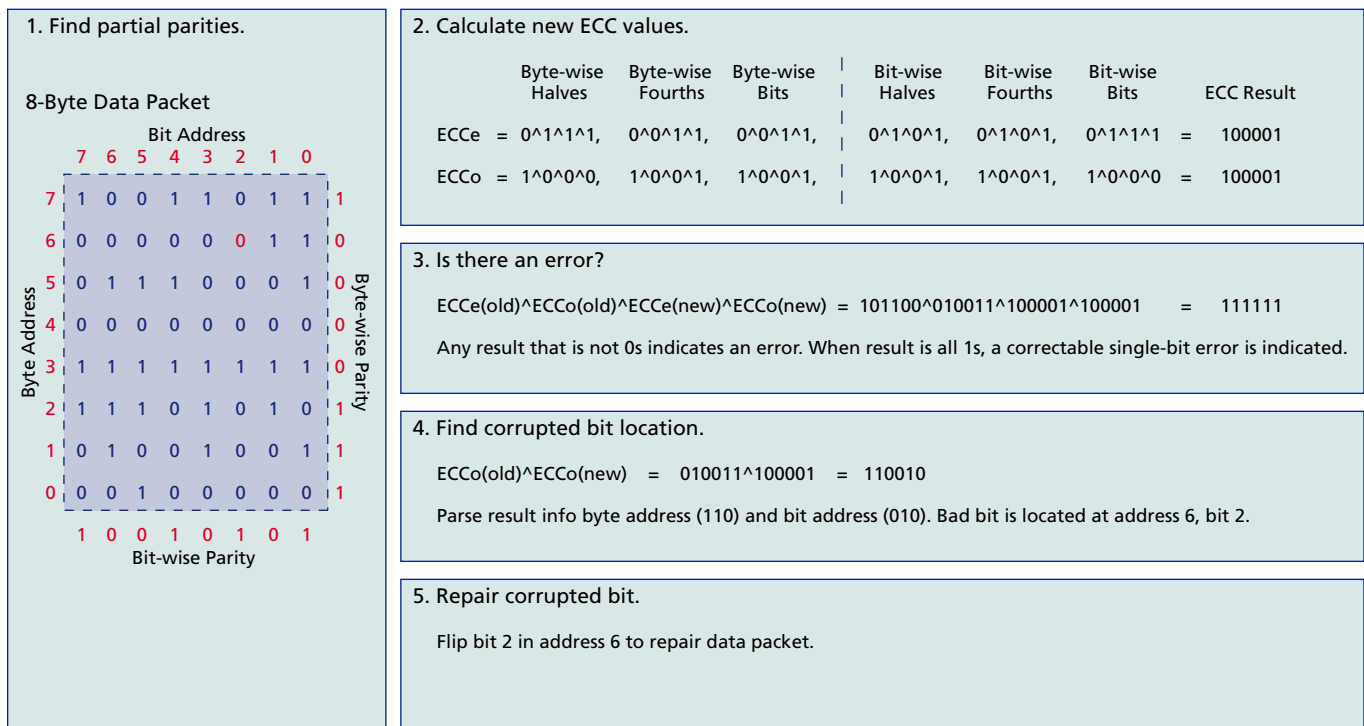 1. Find partial parities.
8-Byte Data Packet
Bit Address
7 6 5 4 3 2 1 0
7 1 0 0 1 1 0 1 1 1
6 0 0 0 0 0 0 1 1 0
5 0 1 1 1 0 0 0 1 0
4 0 0 0 0 0 0 0 0 0
3 1 1 1 1 1 1 1 1 0
2 1 1 1 0 1 0 1 0 1
1 0 1 0 0 1 0 0 1 1
0 0 0 1 0 0 0 0 0 1
1 0 0 1 0 1 0 1
Bit-wise Parity
Byte Address
Byte-wise Parity
2. Calculate new ECC values.
Byte-wise Byte-wise Byte-wise Bit-wise Bit-wise Bit-wise
Halves Fourths Bits Halves Fourths Bits ECC Result
ECCe = 0^1^1^1, 0^0^1^1, 0^0^1^1, 0^1^0^1, 0^1^0^1, 0^1^1^1 = 100001
ECCo = 1^0^0^0, 1^0^0^1, 1^0^0^1, 1^0^0^1, 1^0^0^1, 1^0^0^0 = 100001
3. Is there an error?
ECCe(old)^ECCo(old)^ECCe(new)^ECCo(new) = 101100^010011^100001^100001 = 111111
Any result that is not 0s indicates an error. When result is all 1s, a correctable single-bit error is indicated.
4. Find corrupted bit location.
ECCo(old)^ECCo(new) = 010011^100001 = 110010
Parse result info byte address (110) and bit address (010). Bad bit is located at address 6, bit 2.
5. Repair corrupted bit.
Flip bit 2 in address 6 to repair data packet.